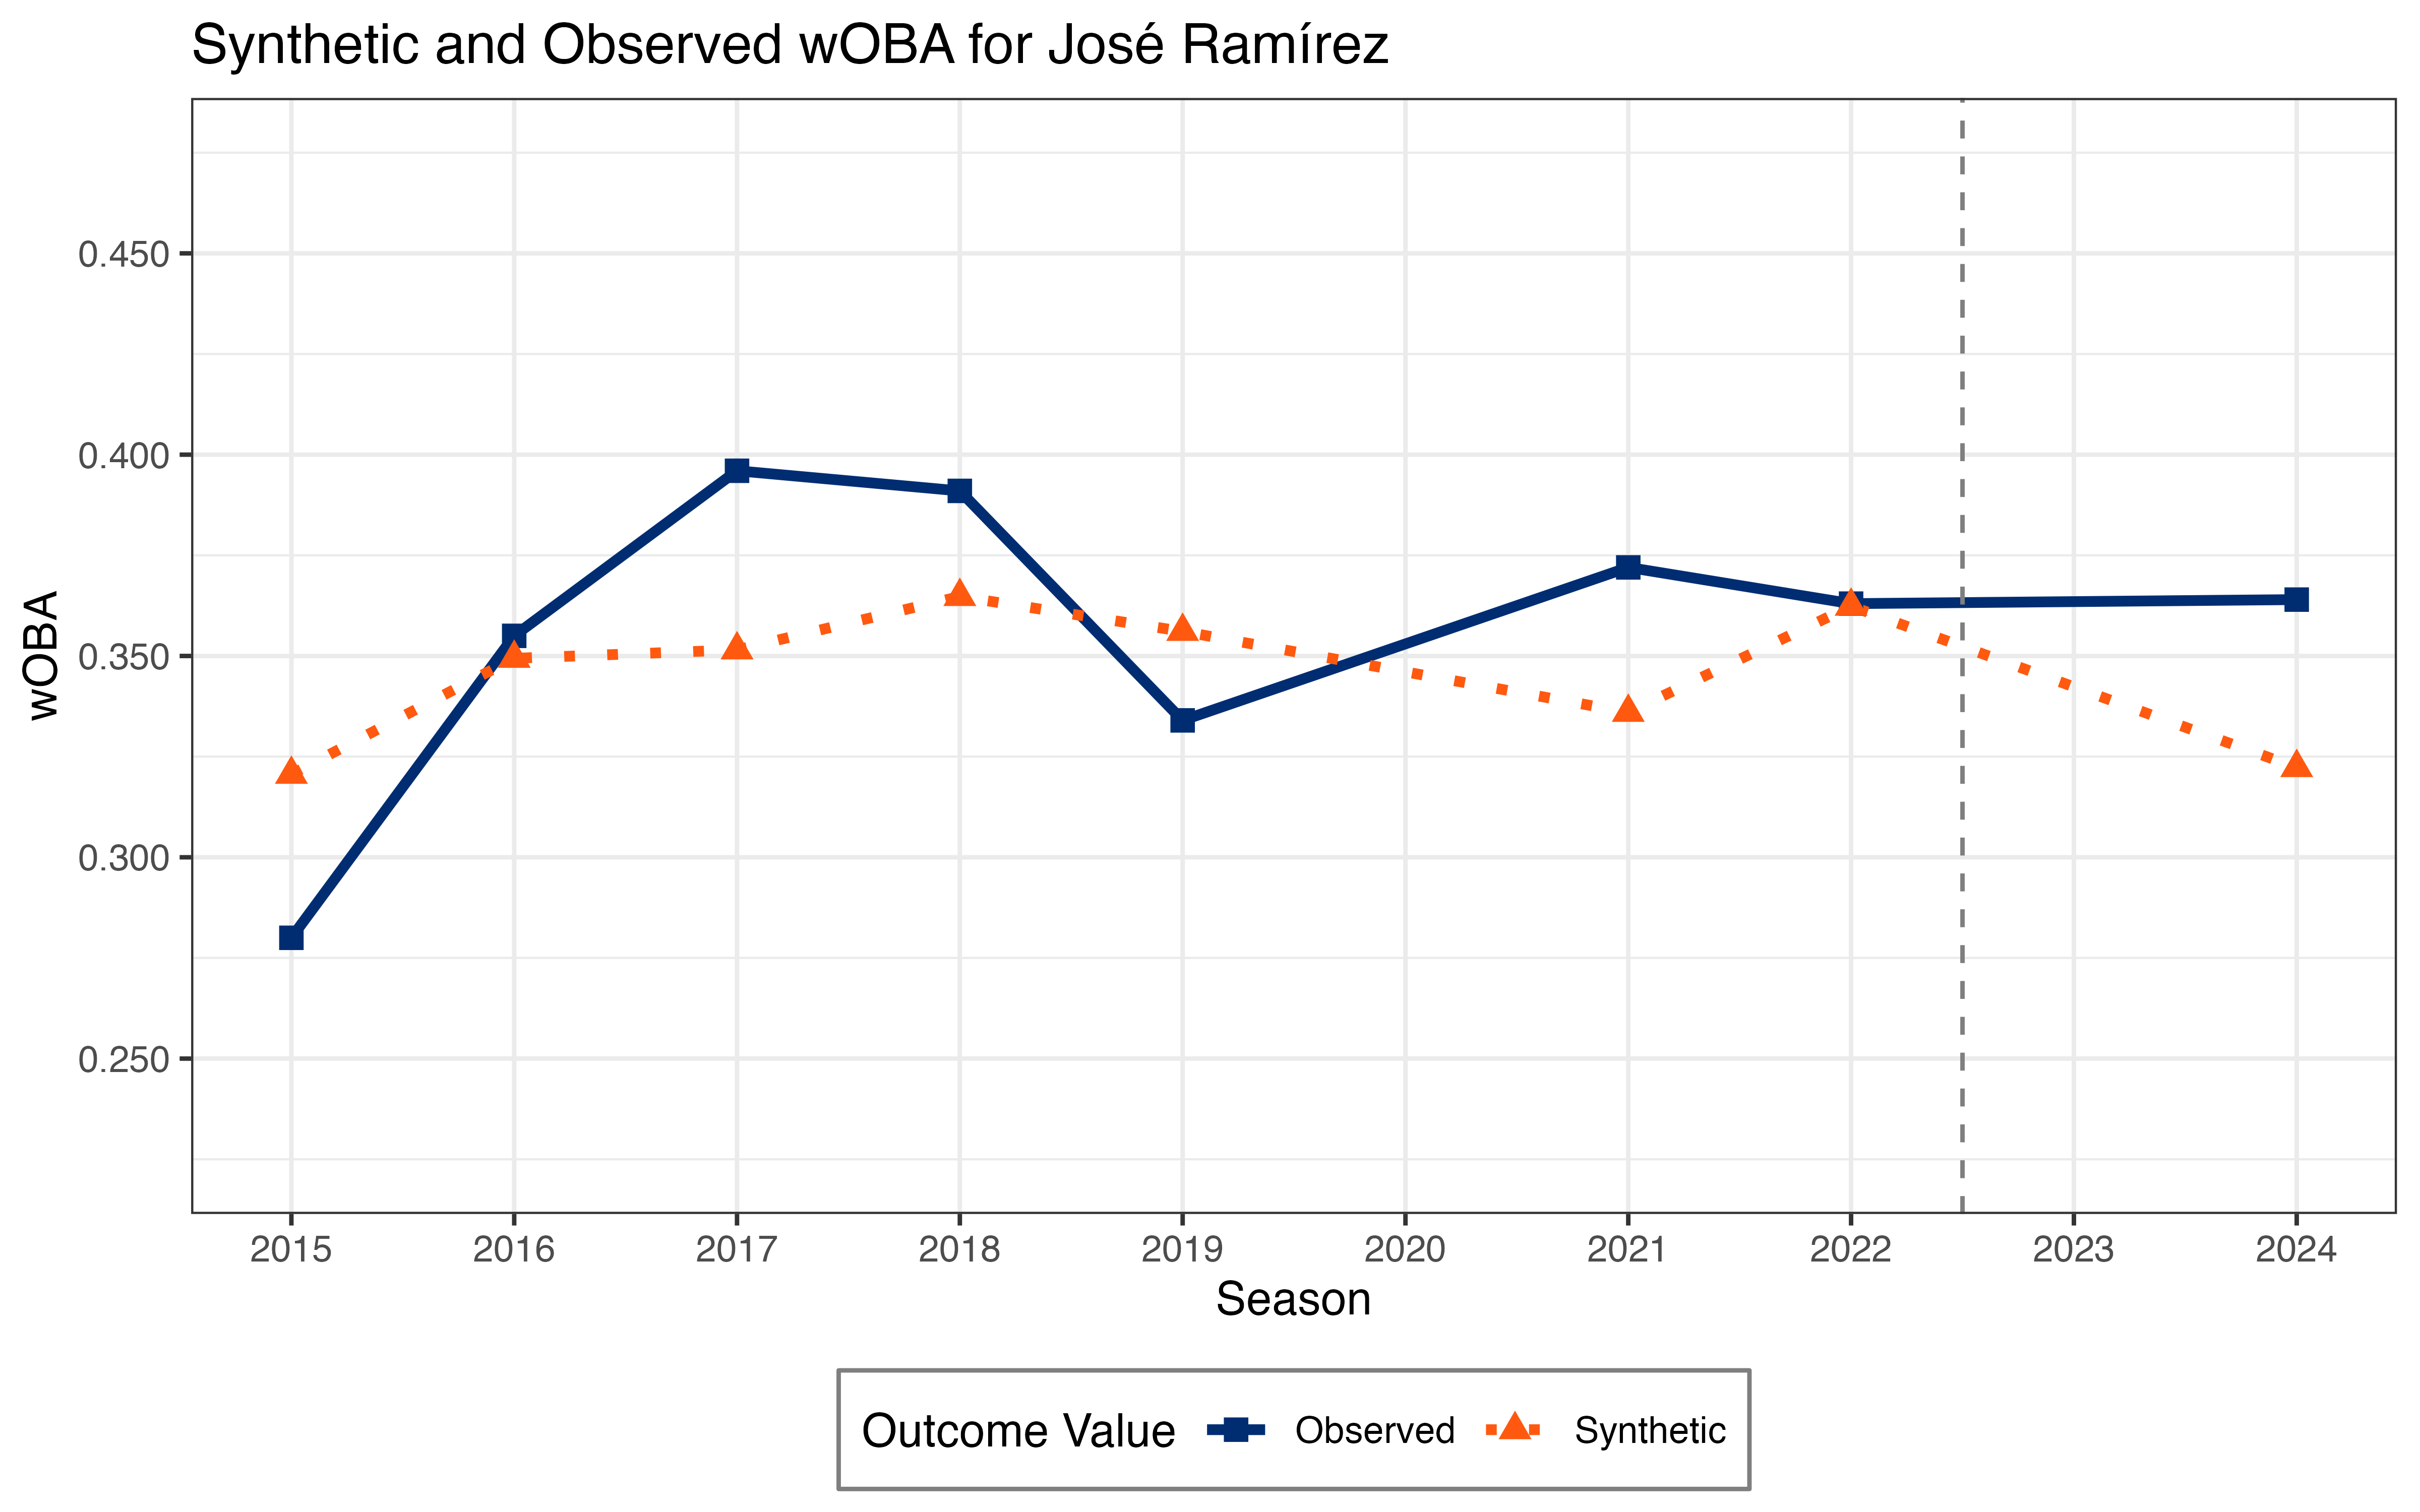 Synthetic and Observed wOBA for José Ramírez
wOBA
0.450
0.400
0.350
0.300
0.250
2015 2016 2017 2018 2019 2020 2021 2022 2023 2024
Season
Outcome Value Observed Synthetic